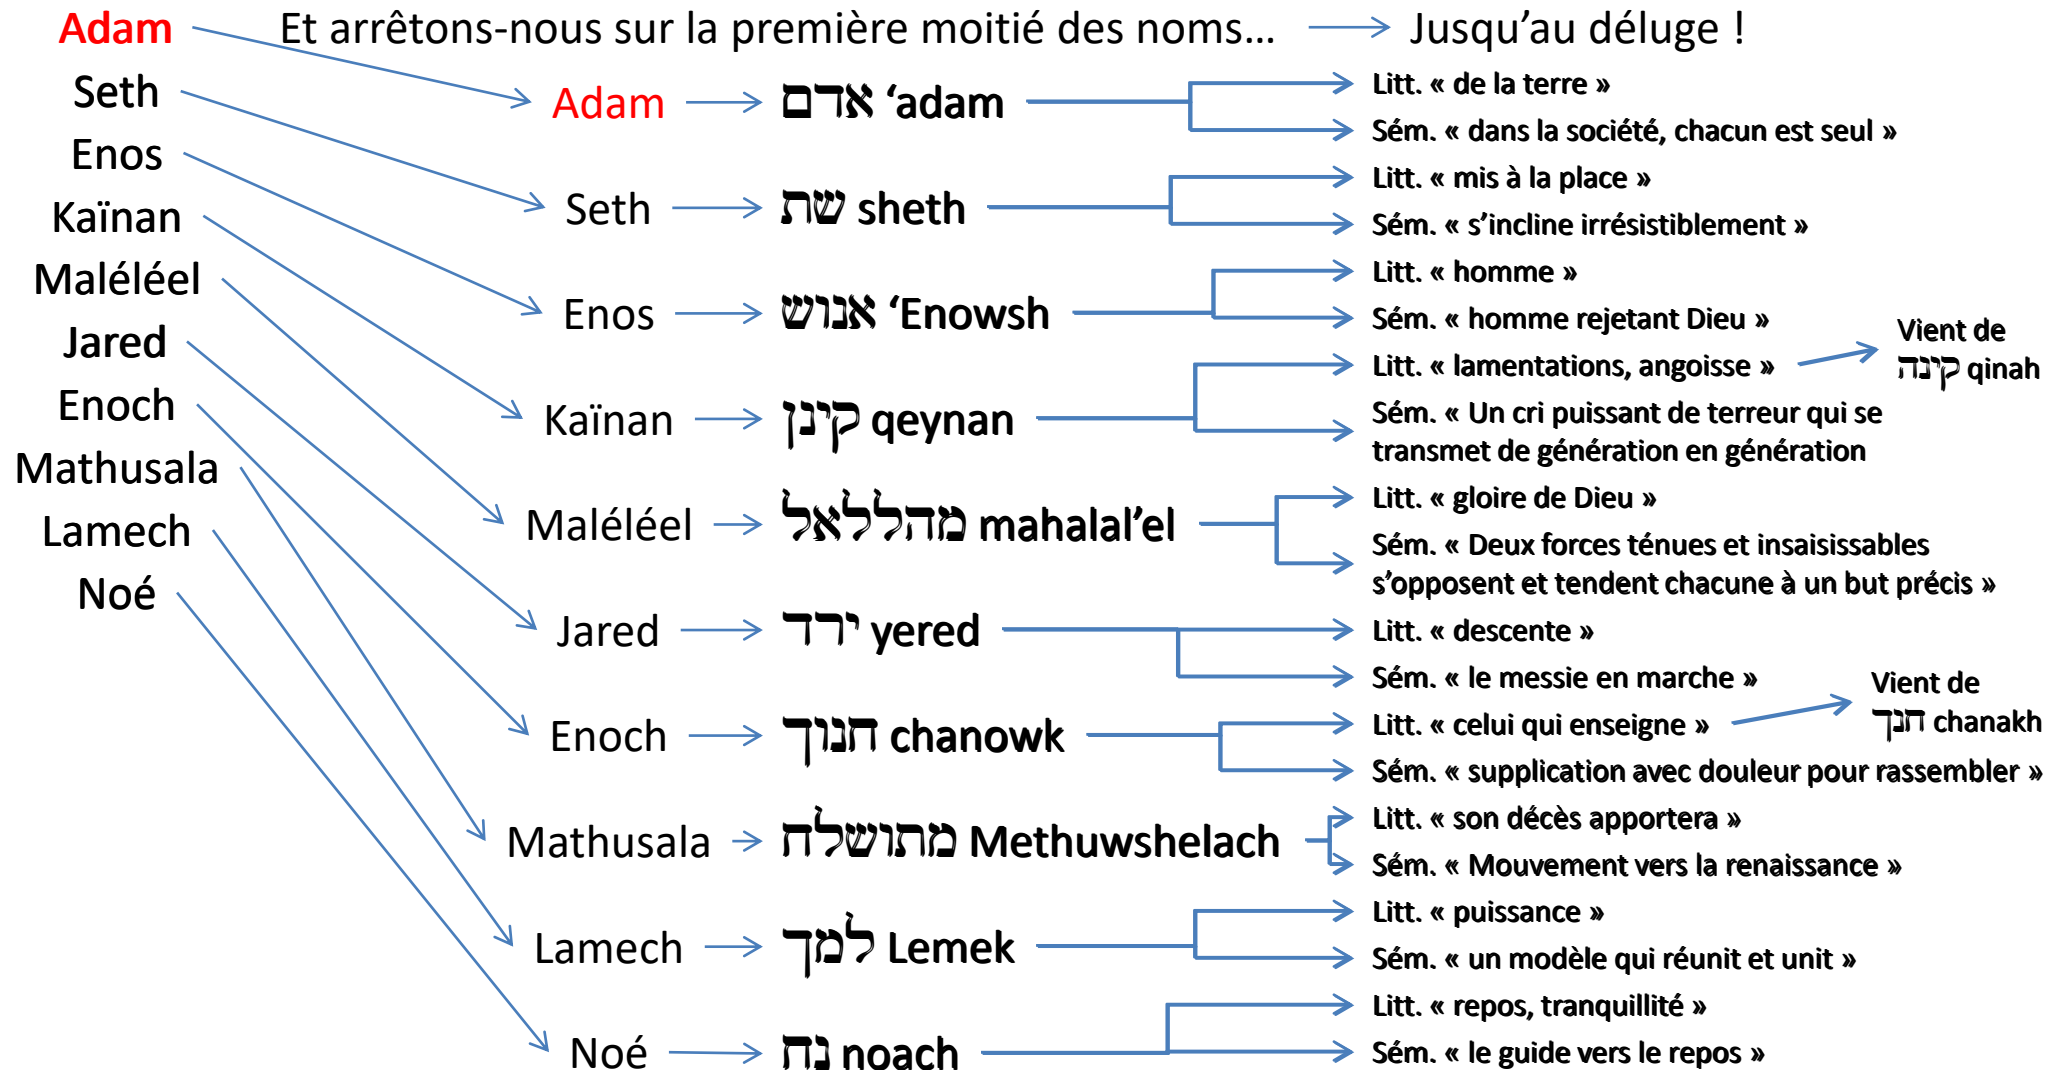 Adam
Et arrêtons-nous sur la première moitié des noms…
Jusqu’au déluge !
Seth
Enos
Kaïnan
Maléléel
Jared
Enoch
Mathusala
Lamech
Noé
Adam
אדם ‘adam
Litt. « de la terre »
Sém. « dans la société, chacun est seul »
Seth
שת sheth
Litt. « mis à la place »
Sém. « s’incline irrésistiblement »
Enos
אנוש ‘Enowsh
Litt. « homme »
Sém. « homme rejetant Dieu »
Kaïnan
קינן qeynan
Litt. « lamentations, angoisse »
Vient de
קינה qinah
Sém. « Un cri puissant de terreur qui se
transmet de génération en génération
Maléléel
מהללאל mahalal’el
Litt. « gloire de Dieu »
Sém. « Deux forces ténues et insaisissables
s’opposent et tendent chacune à un but précis »
Jared
ירד yered
Litt. « descente »
Sém. « le messie en marche »
Enoch
חנוך chanowk
Litt. « celui qui enseigne »
Vient de
חנך chanakh
Sém. « supplication avec douleur pour rassembler »
Mathusala
מתושלח Methuwshelach
Litt. « son décès apportera »
Sém. « Mouvement vers la renaissance »
Lamech
למך Lemek
Litt. « puissance »
Sém. « un modèle qui réunit et unit »
Noé
נח noach
Litt. « repos, tranquillité »
Sém. « le guide vers le repos »